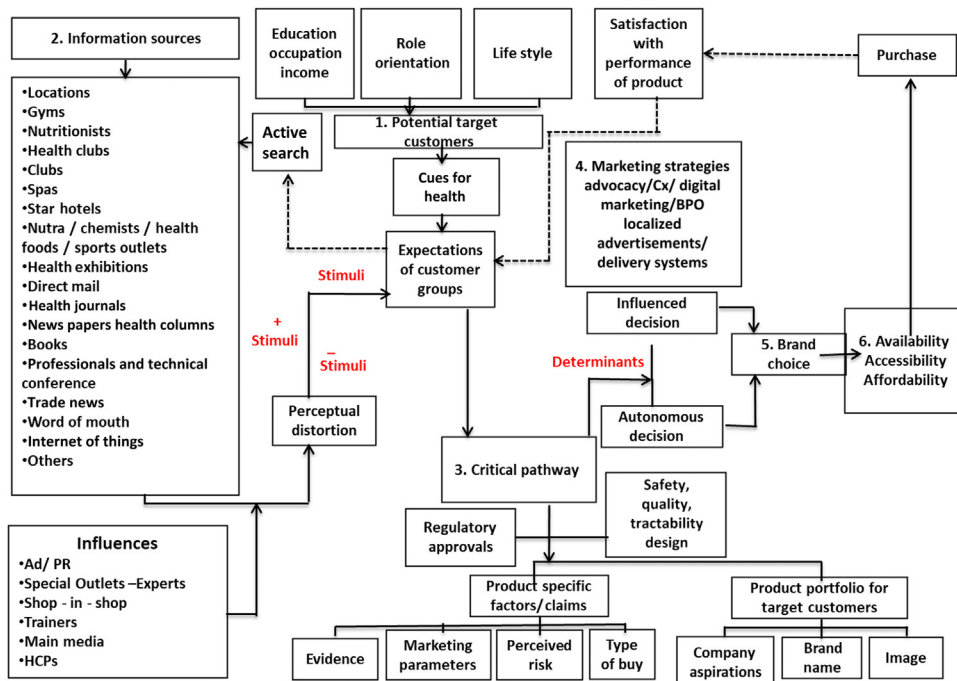 2. Information sources
•Locations
•Gyms
•Nutritionists
•Health clubs
•Clubs
•Spas
•Star hotels
•Nutra / chemists / health
foods / sports outlets
•Health exhibitions
•Direct mail
•Health journals
•News papers health columns
•Books
•Professionals and technical
conference
•Trade news
•Word of mouth
•Internet of things
•Others
Influences
•Ad/ PR
•Special Outlets –Experts
•Shop - in - shop
•Trainers
•Main media
•HCPs
Education
occupation
income
Role
orientation
Life style
1. Potential target
customers
Active
search
Cues for
health
Expectations
of customer
groups
Stimuli
+
Stimuli
–
Stimuli
Perceptual
distortion
Satisfaction
with
performance
of product
Purchase
4. Marketing strategies
advocacy/Cx/ digital
marketing/BPO
localized
advertisements/
delivery systems
Influenced
decision
Determinants
Autonomous
decision
5. Brand
choice
6. Availability
Accessibility
Affordability
3. Critical pathway
Regulatory
approvals
Safety,
quality,
tractability
design
Product specific
factors/claims
Evidence
Marketing
parameters
Perceived
risk
Type
of buy
Product portfolio for
target customers
Company
aspirations
Brand
name
Image